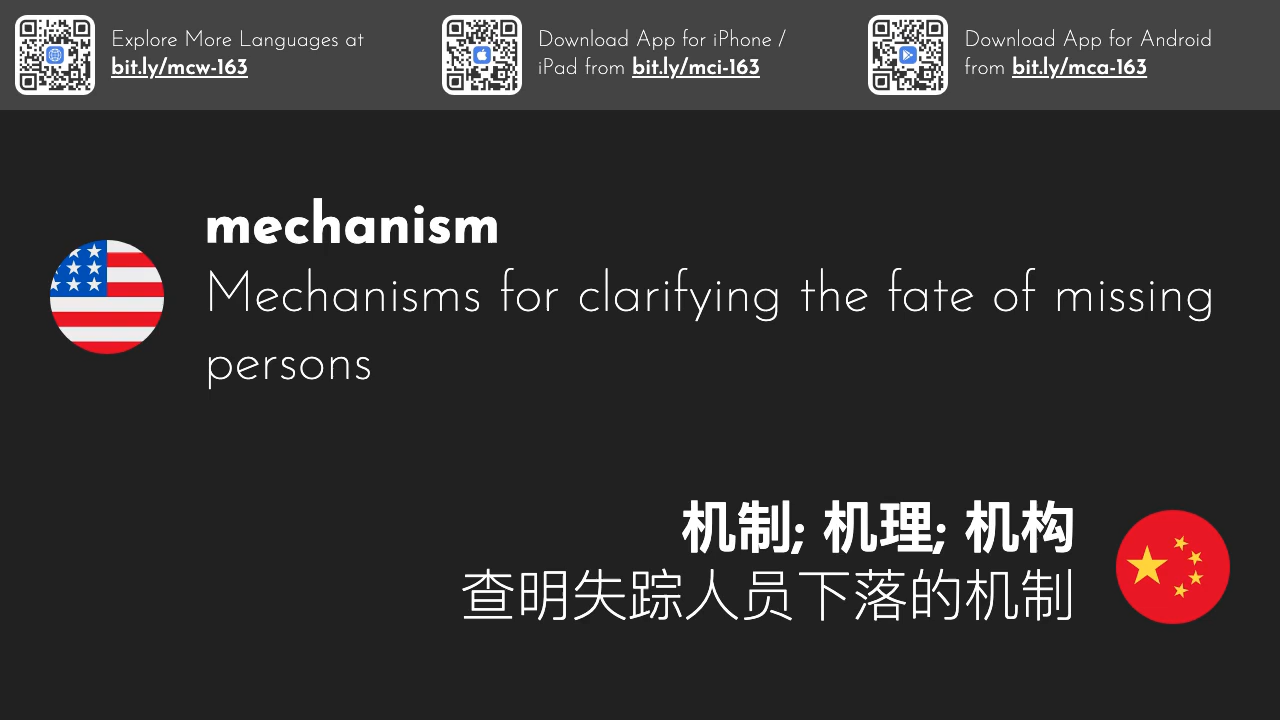 Explore More Languages at
bit.ly/mcw-163
Download App for iPhone /
iPad from bit.ly/mci-163
Download App for Android
from bit.ly/mca-163
mechanism
Mechanisms for clarifying the fate of missing
persons
机制; 机理; 机构
查明失踪人员下落的机制